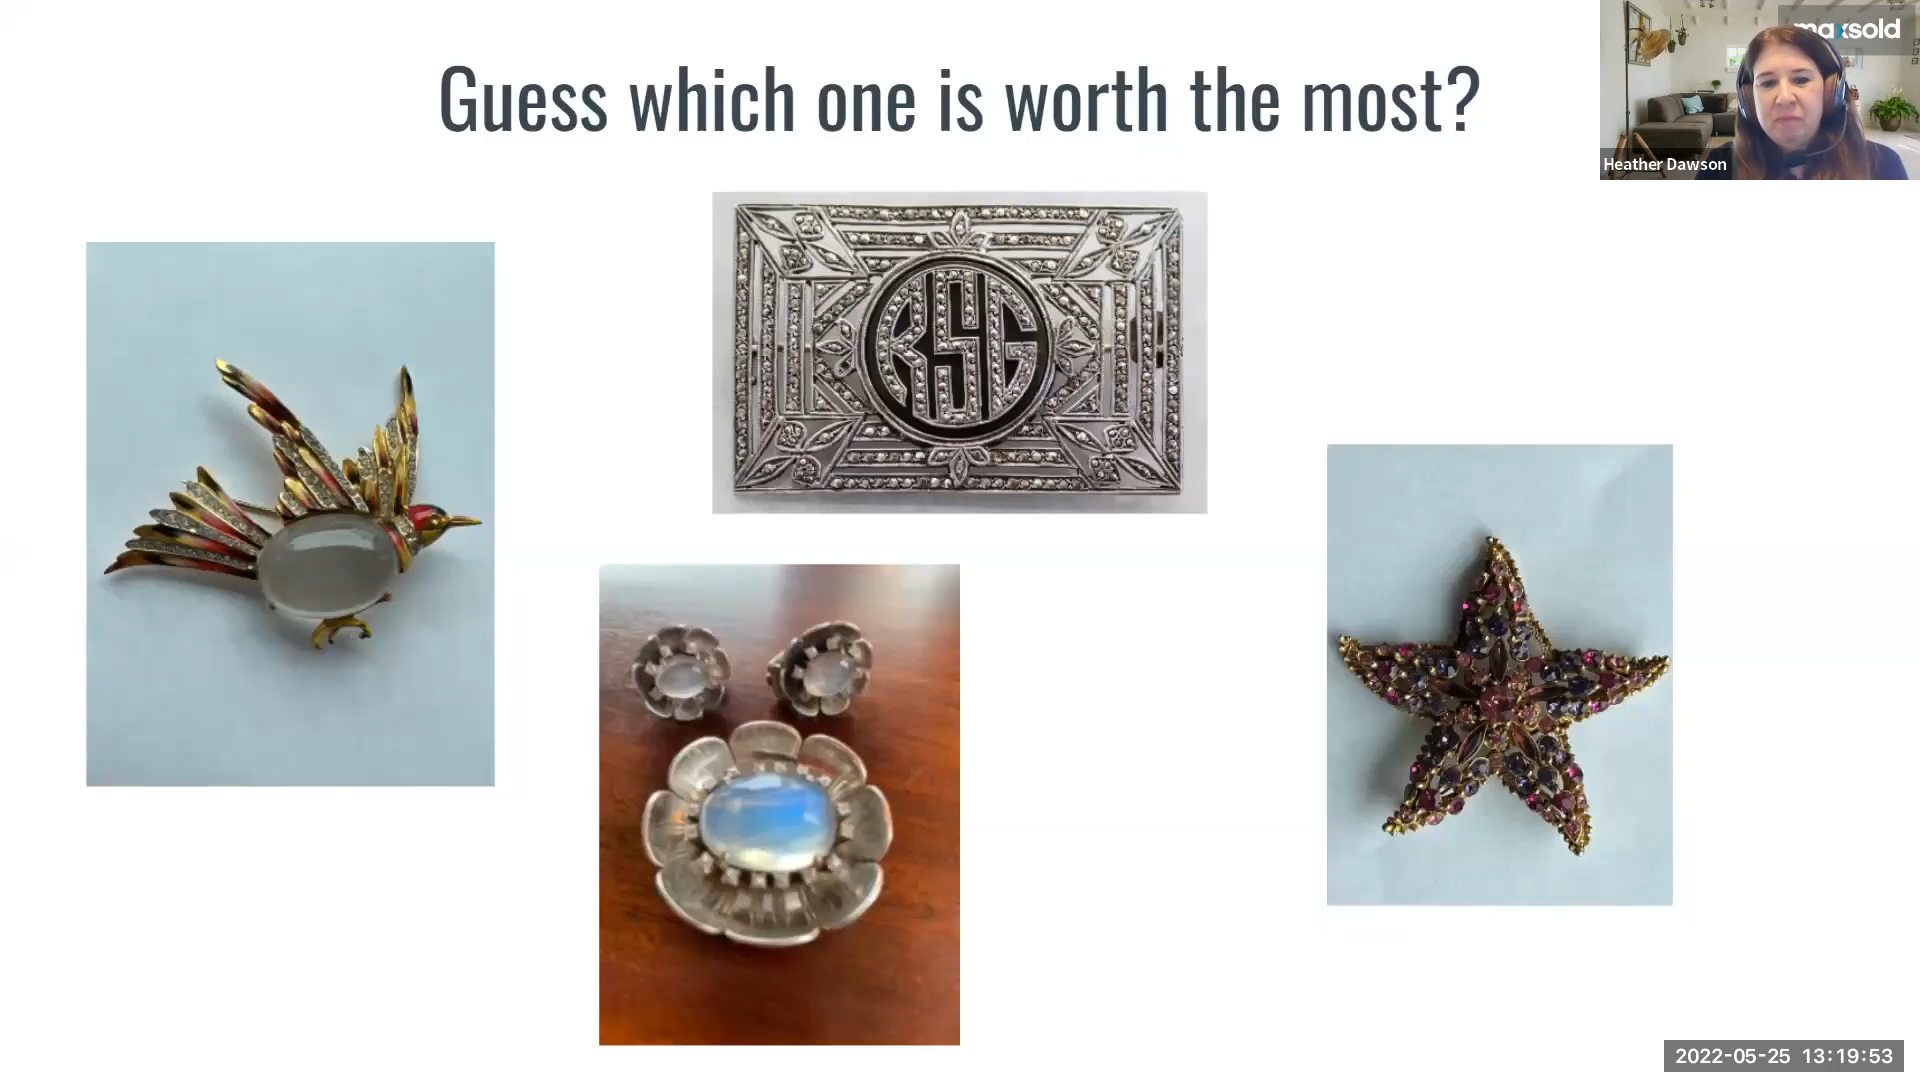 Guess which one is worth the most?
maxsold
Heather Dawson
RSG
2022-05-25 13:19:53